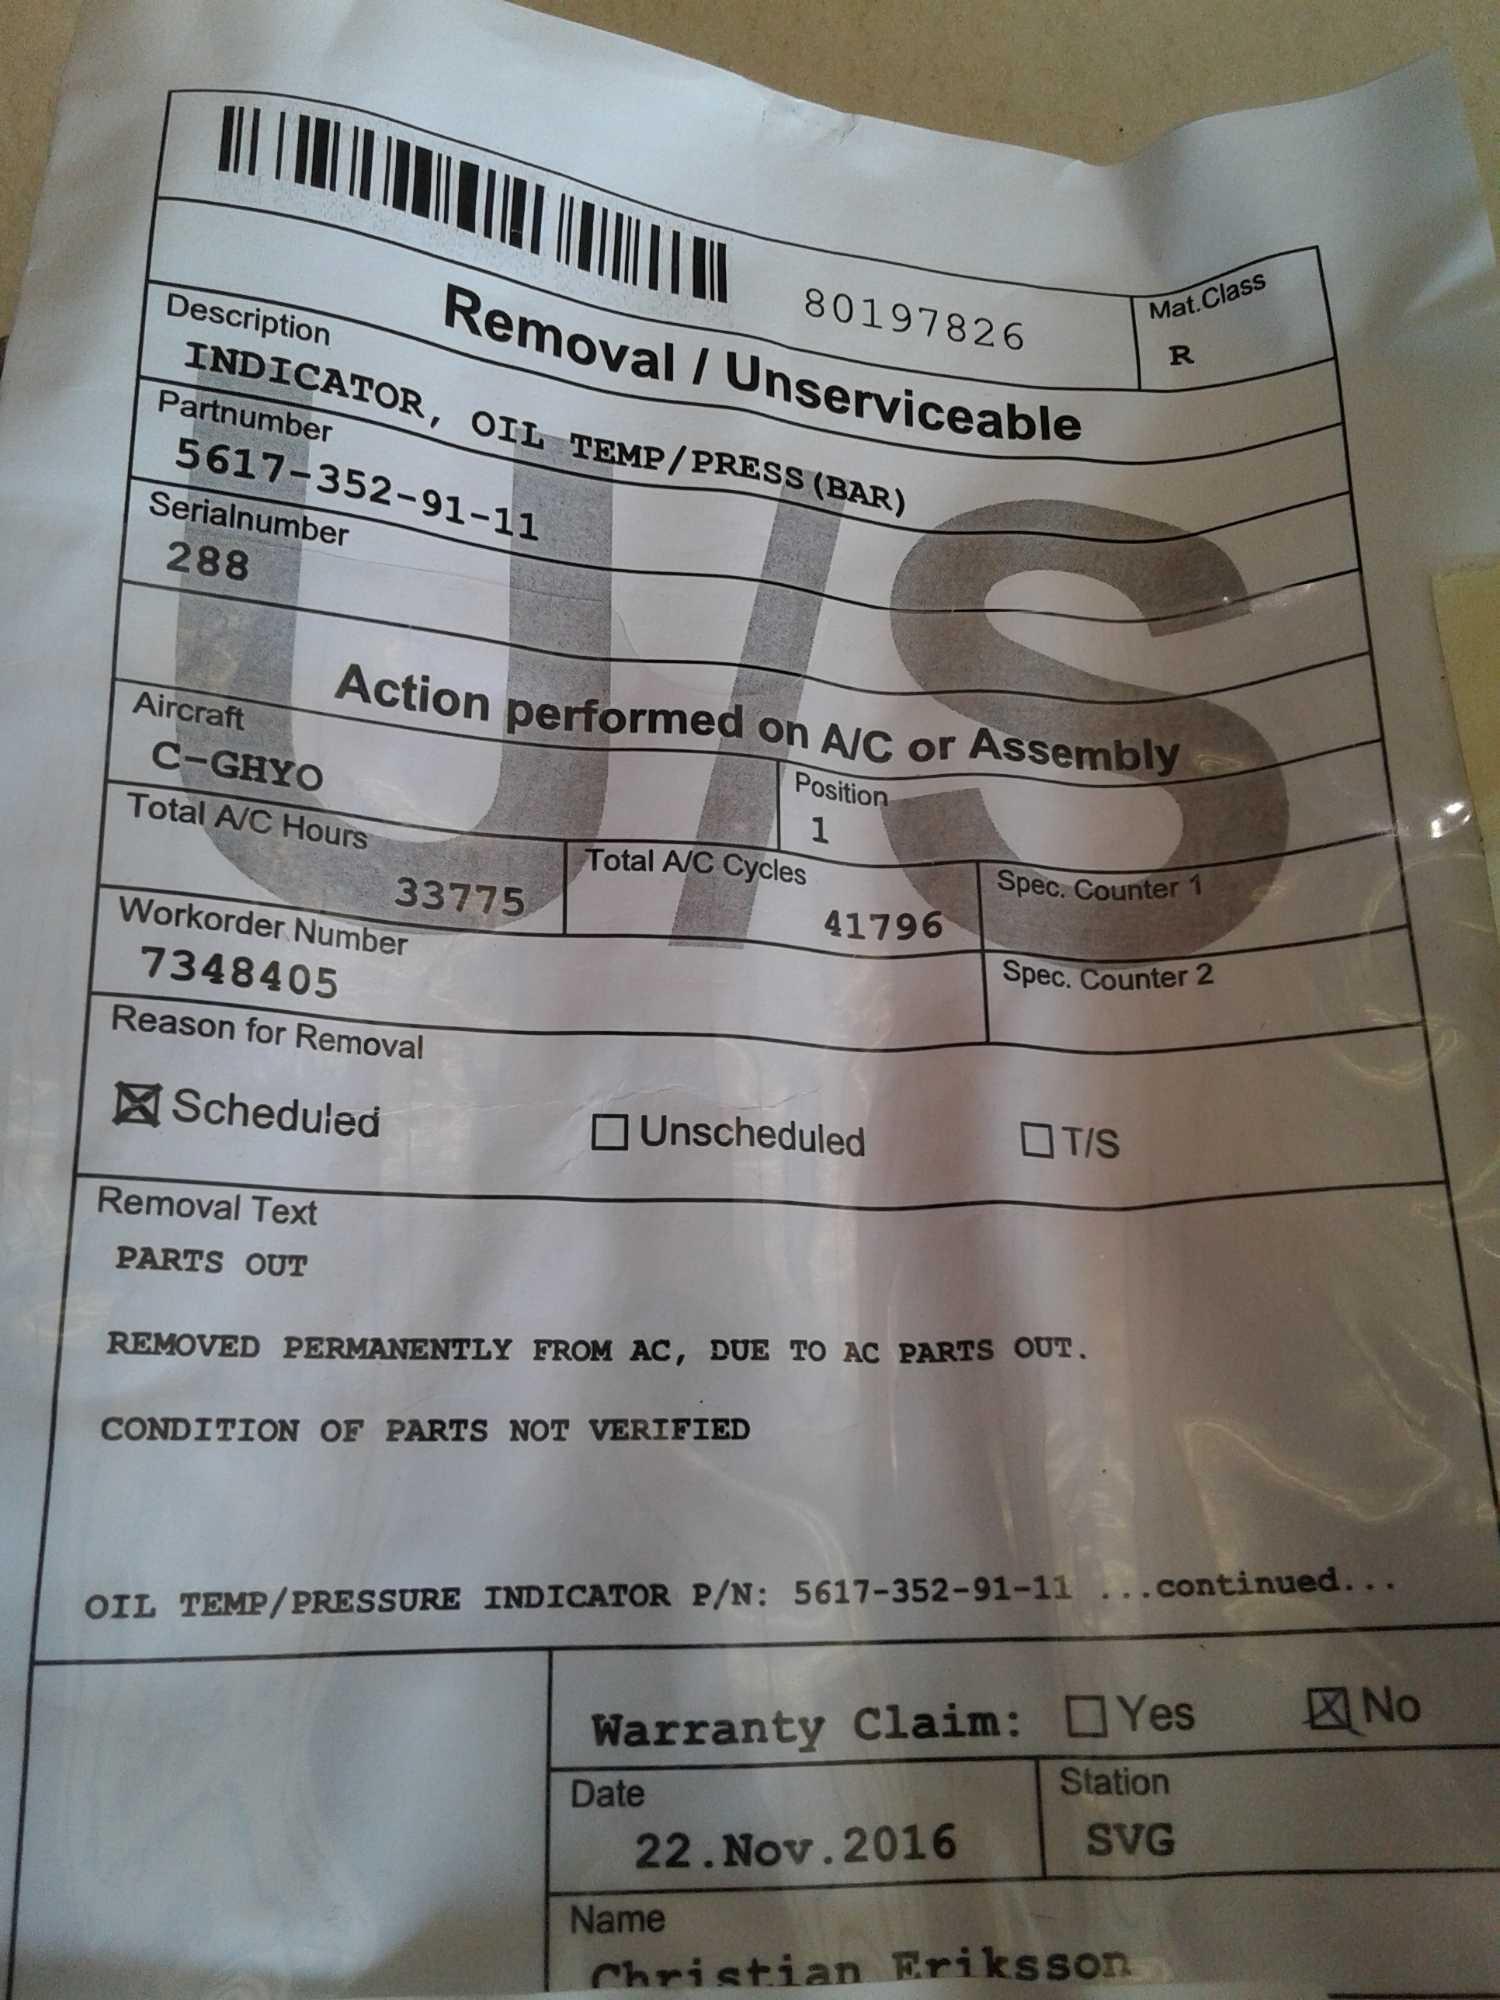 80197826
Mat.Class
R
Removal / Unserviceable
Description
INDICATOR, OIL TEMP/PRESS(BAR)
Partnumber
5617-352-91-11
Serialnumber
288
U/S
Action performed on A/C or Assembly
Aircraft
C-GHYO
Position
1
Total A/C Hours
33775
Total A/C Cycles
41796
Spec. Counter 1
Workorder Number
7348405
Spec. Counter 2
Reason for Removal
Scheduled
Unscheduled
T/S
Removal Text
PARTS OUT
REMOVED PERMANENTLY FROM AC, DUE TO AC PARTS OUT.
CONDITION OF PARTS NOT VERIFIED
OIL TEMP/PRESSURE INDICATOR P/N: 5617-352-91-11 ...continued...
Warranty Claim: Yes No
Date
22.Nov.2016
Station
SVG
Name
Christian Eriksson